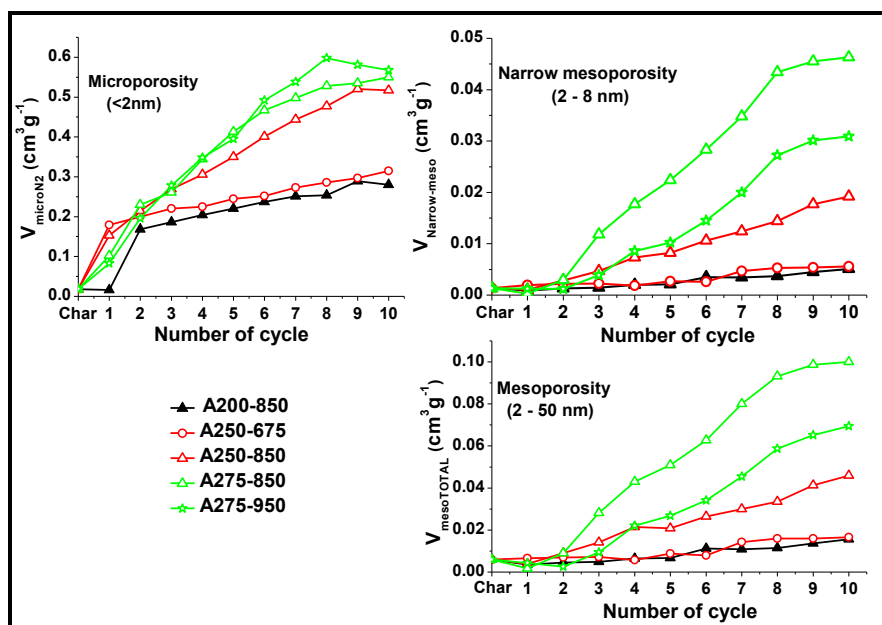 Microporosity
(<2nm)
V microN2 (cm³g⁻¹)
0.6
0.5
0.4
0.3
0.2
0.1
0.0
Char 1 2 3 4 5 6 7 8 9 10
Number of cycle
Narrow mesoporosity
(2 - 8 nm)
V Narrow-meso (cm³g⁻¹)
0.05
0.04
0.03
0.02
0.01
0.00
Char 1 2 3 4 5 6 7 8 9 10
Number of cycle
A200-850
A250-675
A250-850
A275-850
A275-950
Mesoporosity
(2 - 50 nm)
V mesoTOTAL (cm³g⁻¹)
0.10
0.08
0.06
0.04
0.02
0.00
Char 1 2 3 4 5 6 7 8 9 10
Number of cycle